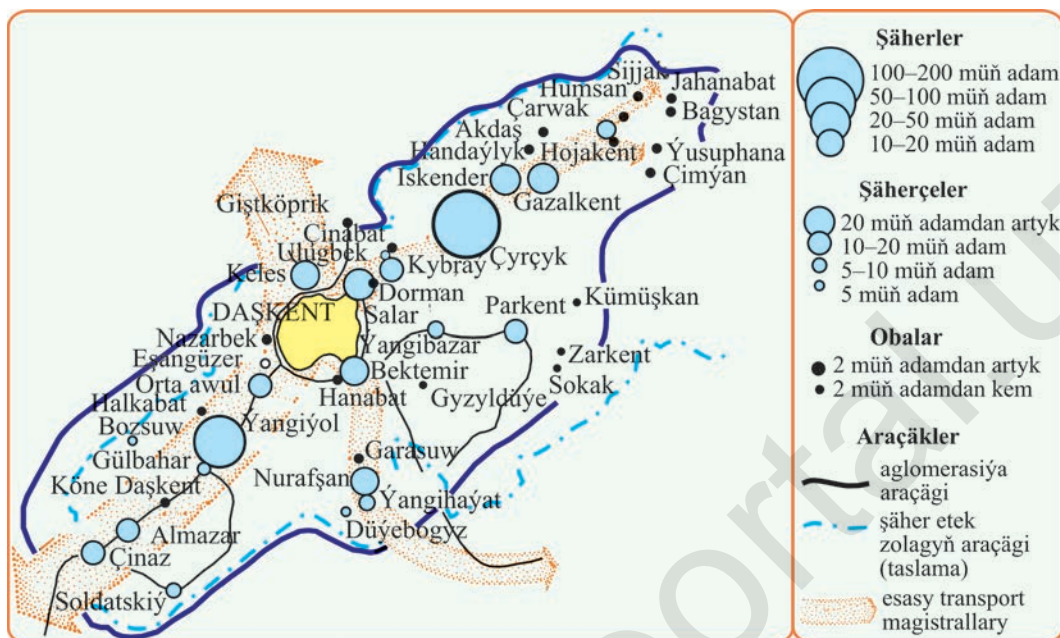 Sijjak
Humsan
Jahanabat
Çarwak
Bagystan
Akdaş
Handaýlyk
Hojakent
Ýusuphana
Iskender
Çimýan
Gazalkent
Giştköprik
Çinabat
Ulugbek
Kybraý
Çyrçyk
Keles
Dorman
Parkent
Kümüşkan
DAŞKENT
Salar
Nazarbek
Yangibazar
Eşangüzer
Zarkent
Bektemir
Orta awul
Hanabat
Sokak
Gyzyldüýe
Halkabat
Ýangiýol
Bozsuw
Garasuw
Gülbahar
Nurafşan
Köne Daşkent
Ýangihaýat
Düýebogyz
Almazar
Çinaz
Soldatskiý
Şäherler
100–200 müň adam
50–100 müň adam
20–50 müň adam
10–20 müň adam
Şäherçeler
20 müň adamdan artyk
10–20 müň adam
5–10 müň adam
5 müň adam
Obalar
2 müň adamdan artyk
2 müň adamdan kem
Araçäkler
aglomerasiýa
araçägi
şäher etek
zolagyň araçägi
(taslama)
esasy transport
magistrallary